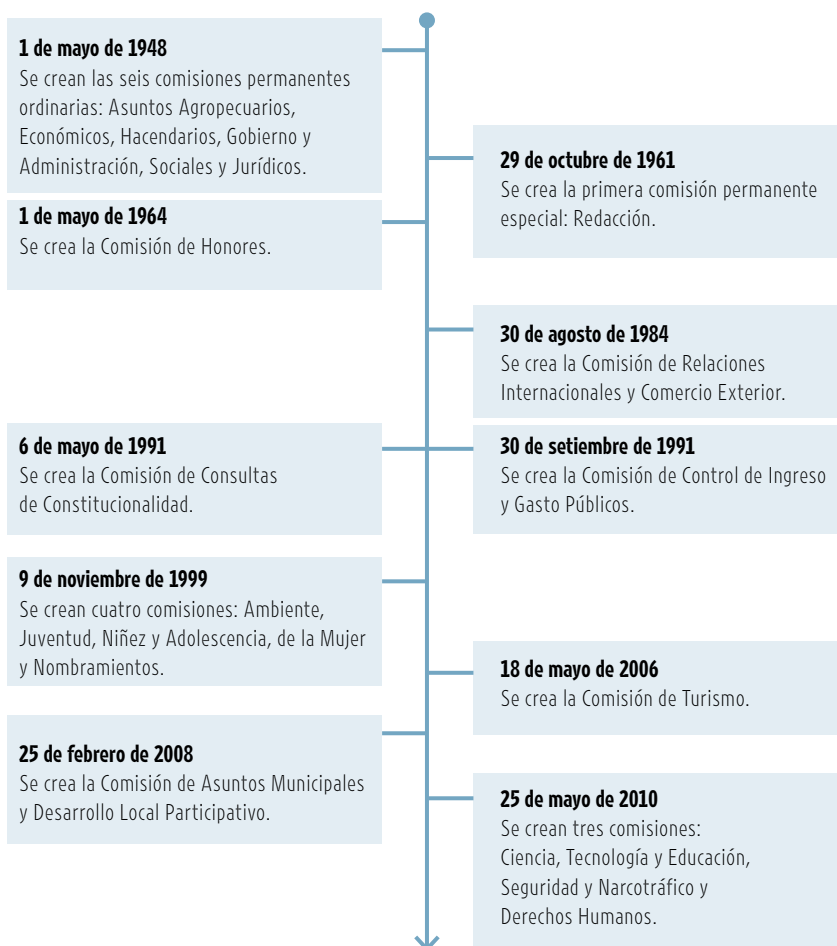 1 de mayo de 1948
Se crean las seis comisiones permanentes
ordinarias: Asuntos Agropecuarios,
Económicos, Hacendarios, Gobierno y
Administración, Sociales y Jurídicos.
29 de octubre de 1961
Se crea la primera comisión permanente
especial: Redacción.
1 de mayo de 1964
Se crea la Comisión de Honores.
30 de agosto de 1984
Se crea la Comisión de Relaciones
Internacionales y Comercio Exterior.
6 de mayo de 1991
Se crea la Comisión de Consultas
de Constitucionalidad.
30 de setiembre de 1991
Se crea la Comisión de Control de Ingreso
y Gasto Públicos.
9 de noviembre de 1999
Se crean cuatro comisiones: Ambiente,
Juventud, Niñez y Adolescencia, de la Mujer
y Nombramientos.
18 de mayo de 2006
Se crea la Comisión de Turismo.
25 de febrero de 2008
Se crea la Comisión de Asuntos Municipales
y Desarrollo Local Participativo.
25 de mayo de 2010
Se crean tres comisiones:
Ciencia, Tecnología y Educación,
Seguridad y Narcotráfico y
Derechos Humanos.